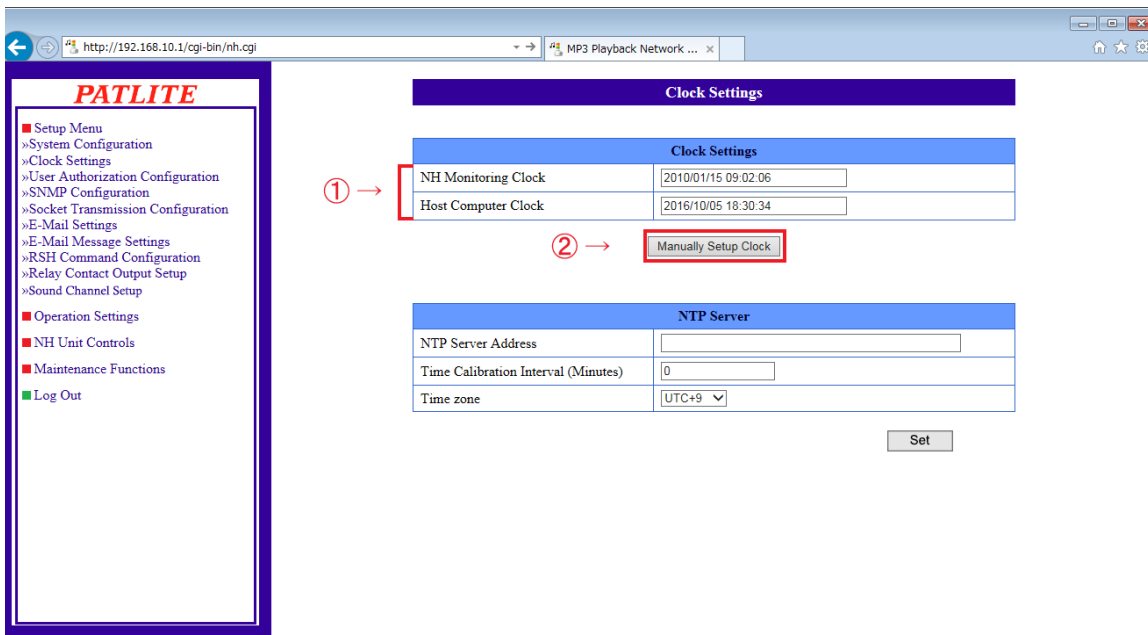 http://192.168.10.1/cgi-bin/nh.cgi
MP3 Playback Network ...
PATLITE
Setup Menu
»System Configuration
»Clock Settings
»User Authorization Configuration
»SNMP Configuration
»Socket Transmission Configuration
»E-Mail Settings
»E-Mail Message Settings
»RSH Command Configuration
»Relay Contact Output Setup
»Sound Channel Setup
Operation Settings
NH Unit Controls
Maintenance Functions
Log Out
Clock Settings
Clock Settings
① →
NH Monitoring Clock 2010/01/15 09:02:06
Host Computer Clock 2016/10/05 18:30:34
② → Manually Setup Clock
NTP Server
NTP Server Address
Time Calibration Interval (Minutes) 0
Time zone UTC+9
Set